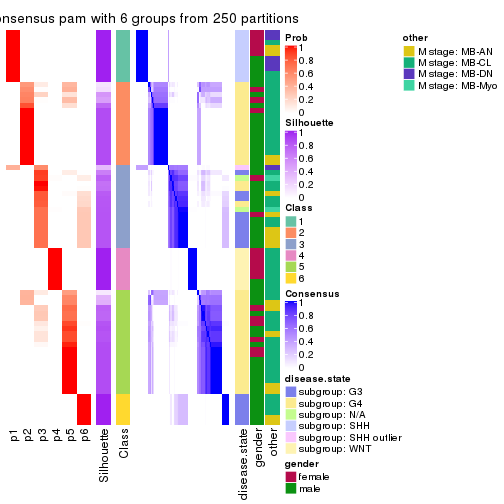 onsensus pam with 6 groups from 250 partitions
Prob
1
0.8
0.6
0.4
0.2
0
Silhouette
1
0.8
0.6
0.4
0.2
0
Class
1
2
3
4
5
6
Consensus
1
0.8
0.6
0.4
0.2
0
disease.state
subgroup: G3
subgroup: G4
subgroup: N/A
subgroup: SHH
subgroup: SHH outlier
subgroup: WNT
gender
female
male
other
M stage: MB-AN
M stage: MB-CL
M stage: MB-DN
M stage: MB-Myo
p1
p2
p3
p4
p5
p6
Silhouette
Class
disease.state
gender
other